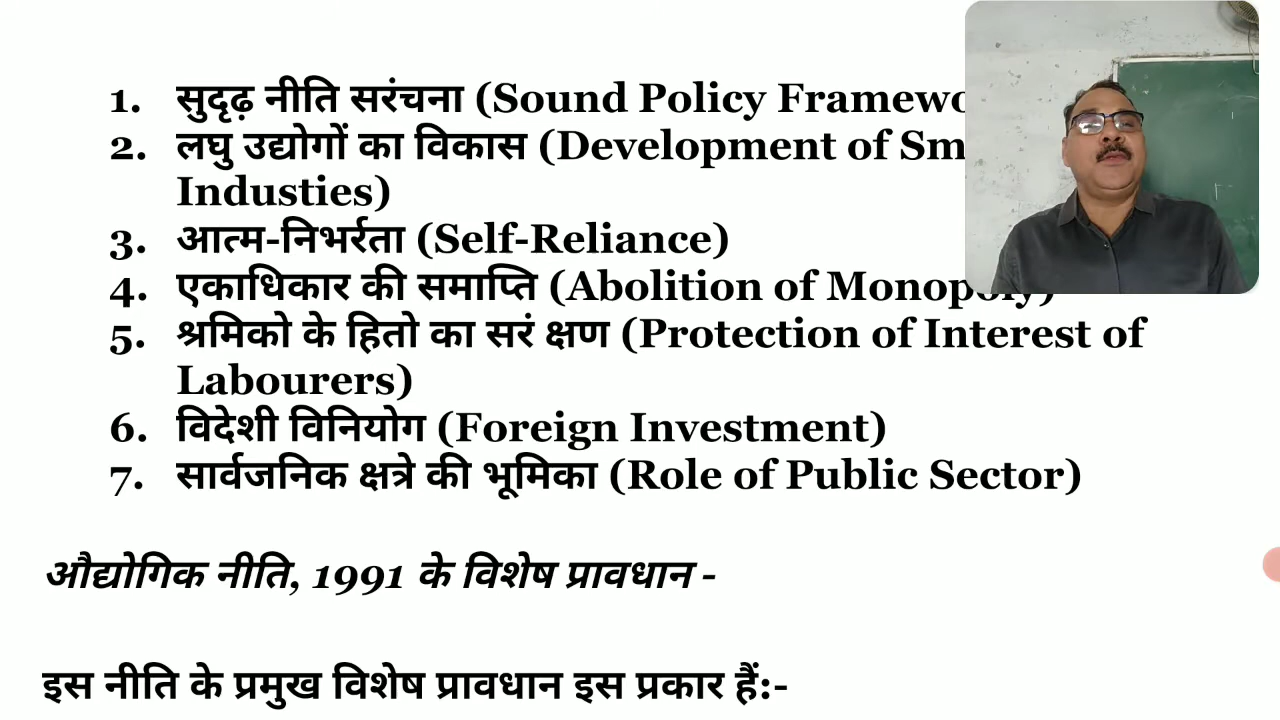 1. सुदृढ़ नीति सरंचना (Sound Policy
2. लघु उद्योगों का विकास (Development of
Industies)
3. आत्म-निभर्रता (Self-Reliance)
4. एकाधिकार की समाप्ति (Abolition of Monopoly)
5. श्रमिको के हितो का सरं क्षण (Protection of Interest of
Labourers)
6. विदेशी विनियोग (Foreign Investment)
7. सार्वजनिक क्षत्रे की भूमिका (Role of Public Sector)
औद्योगिक नीति, 1991 के विशेष प्रावधान -
इस नीति के प्रमुख विशेष प्रावधान इस प्रकार हैं:-